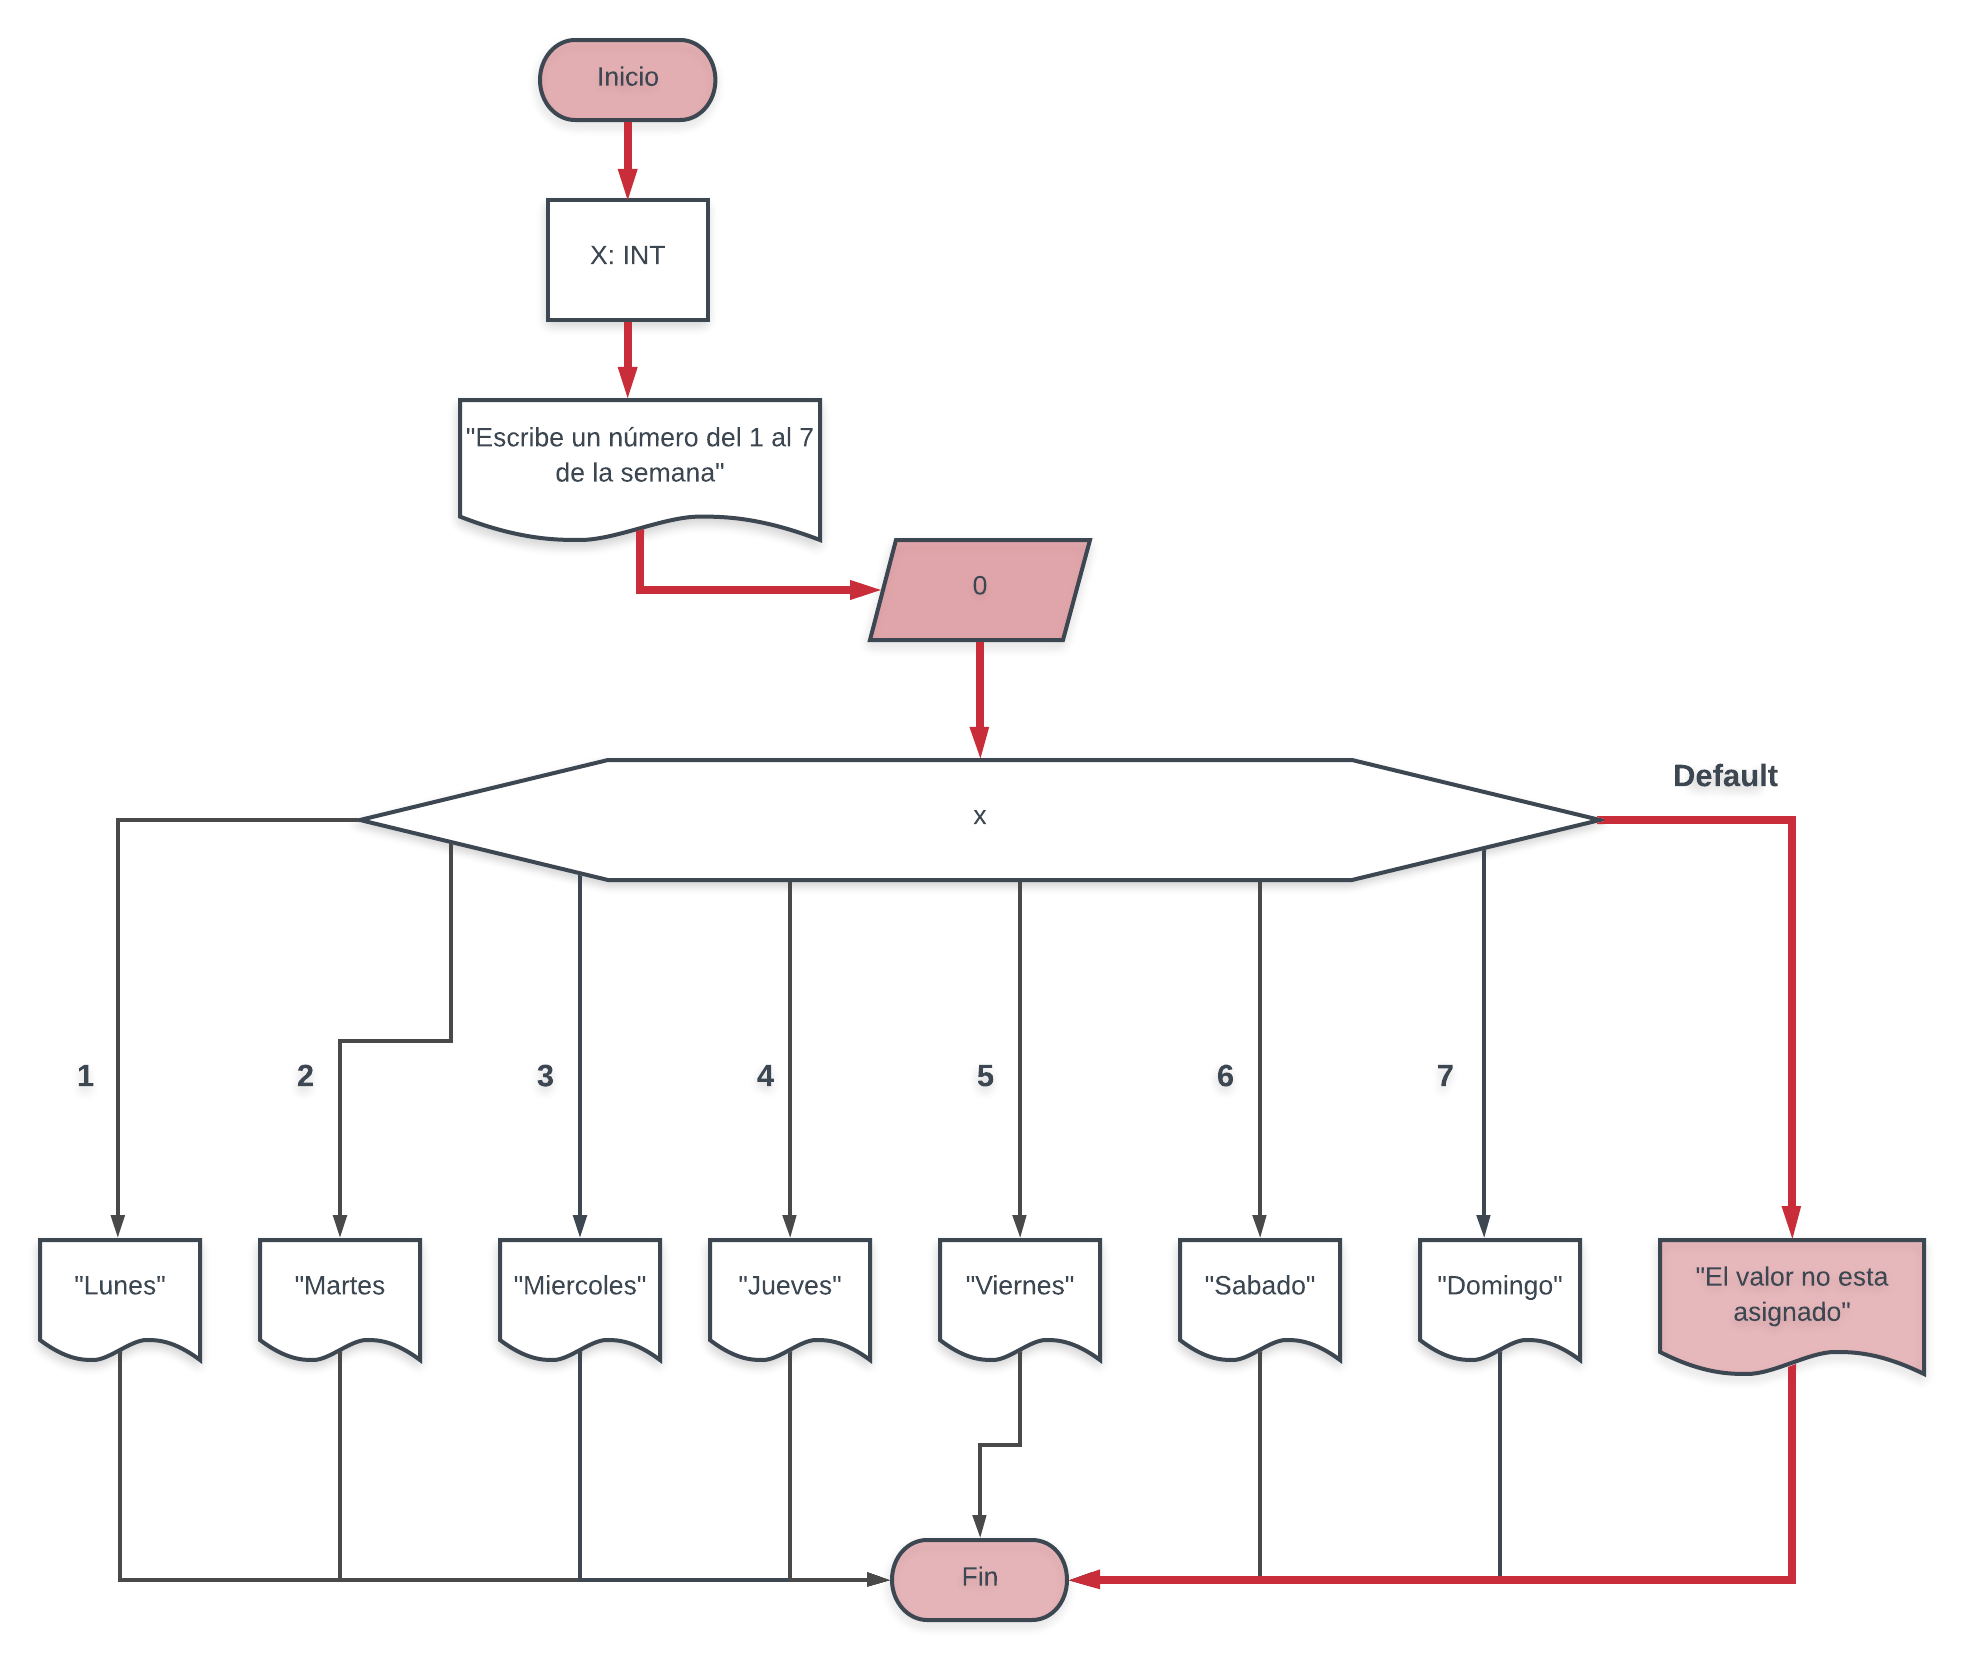 Inicio
X: INT
"Escribe un número del 1 al 7
de la semana"
0
x
Default
1
2
3
4
5
6
7
"Lunes"
"Martes
"Miercoles"
"Jueves"
"Viernes"
"Sabado"
"Domingo"
"El valor no esta
asignado"
Fin